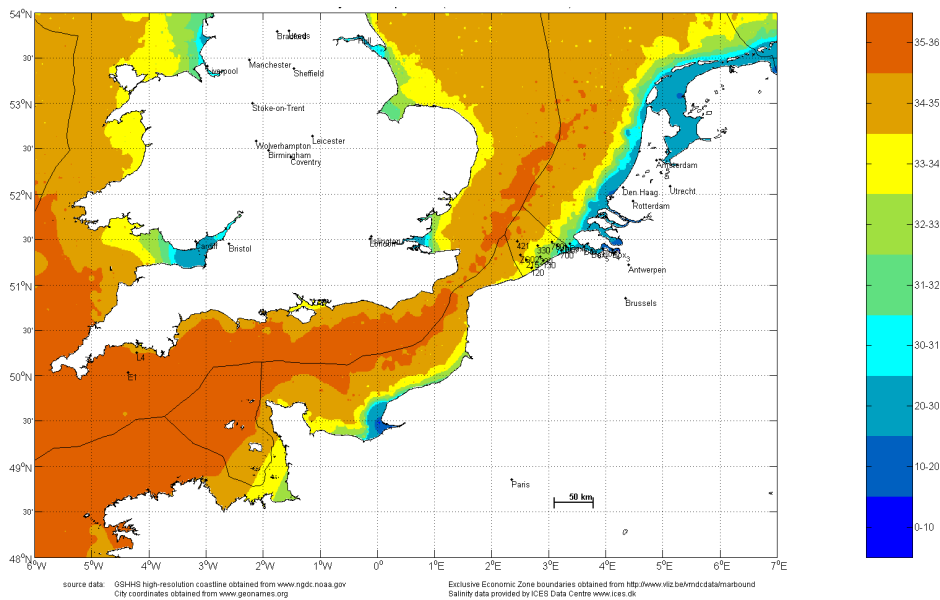 54°N
30'
53°N
30'
52°N
30'
51°N
30'
50°N
30'
49°N
30'
48°N
6°W 5°W 4°W 3°W 2°W 1°W 0° 1°E 2°E 3°E 4°E 5°E 6°E 7°E
Hull
Liverpool
Manchester
Sheffield
Stoke-on-Trent
Leicester
Wolverhampton
Birmingham
Coventry
Cardiff
Bristol
Islington
London
Amsterdam
Utrecht
Den Haag
Rotterdam
421
330
700
120
Antwerpen
Brussels
L4
E1
Paris
50 km
35-36
34-35
33-34
32-33
31-32
30-31
20-30
10-20
0-10
source data: GSHHS high-resolution coastline obtained from www.ngdc.noaa.gov
City coordinates obtained from www.geonames.org
Exclusive Economic Zone boundaries obtained from http://www.vliz.be/vmdcdata/marbound
Salinity data provided by ICES Data Centre www.ices.dk